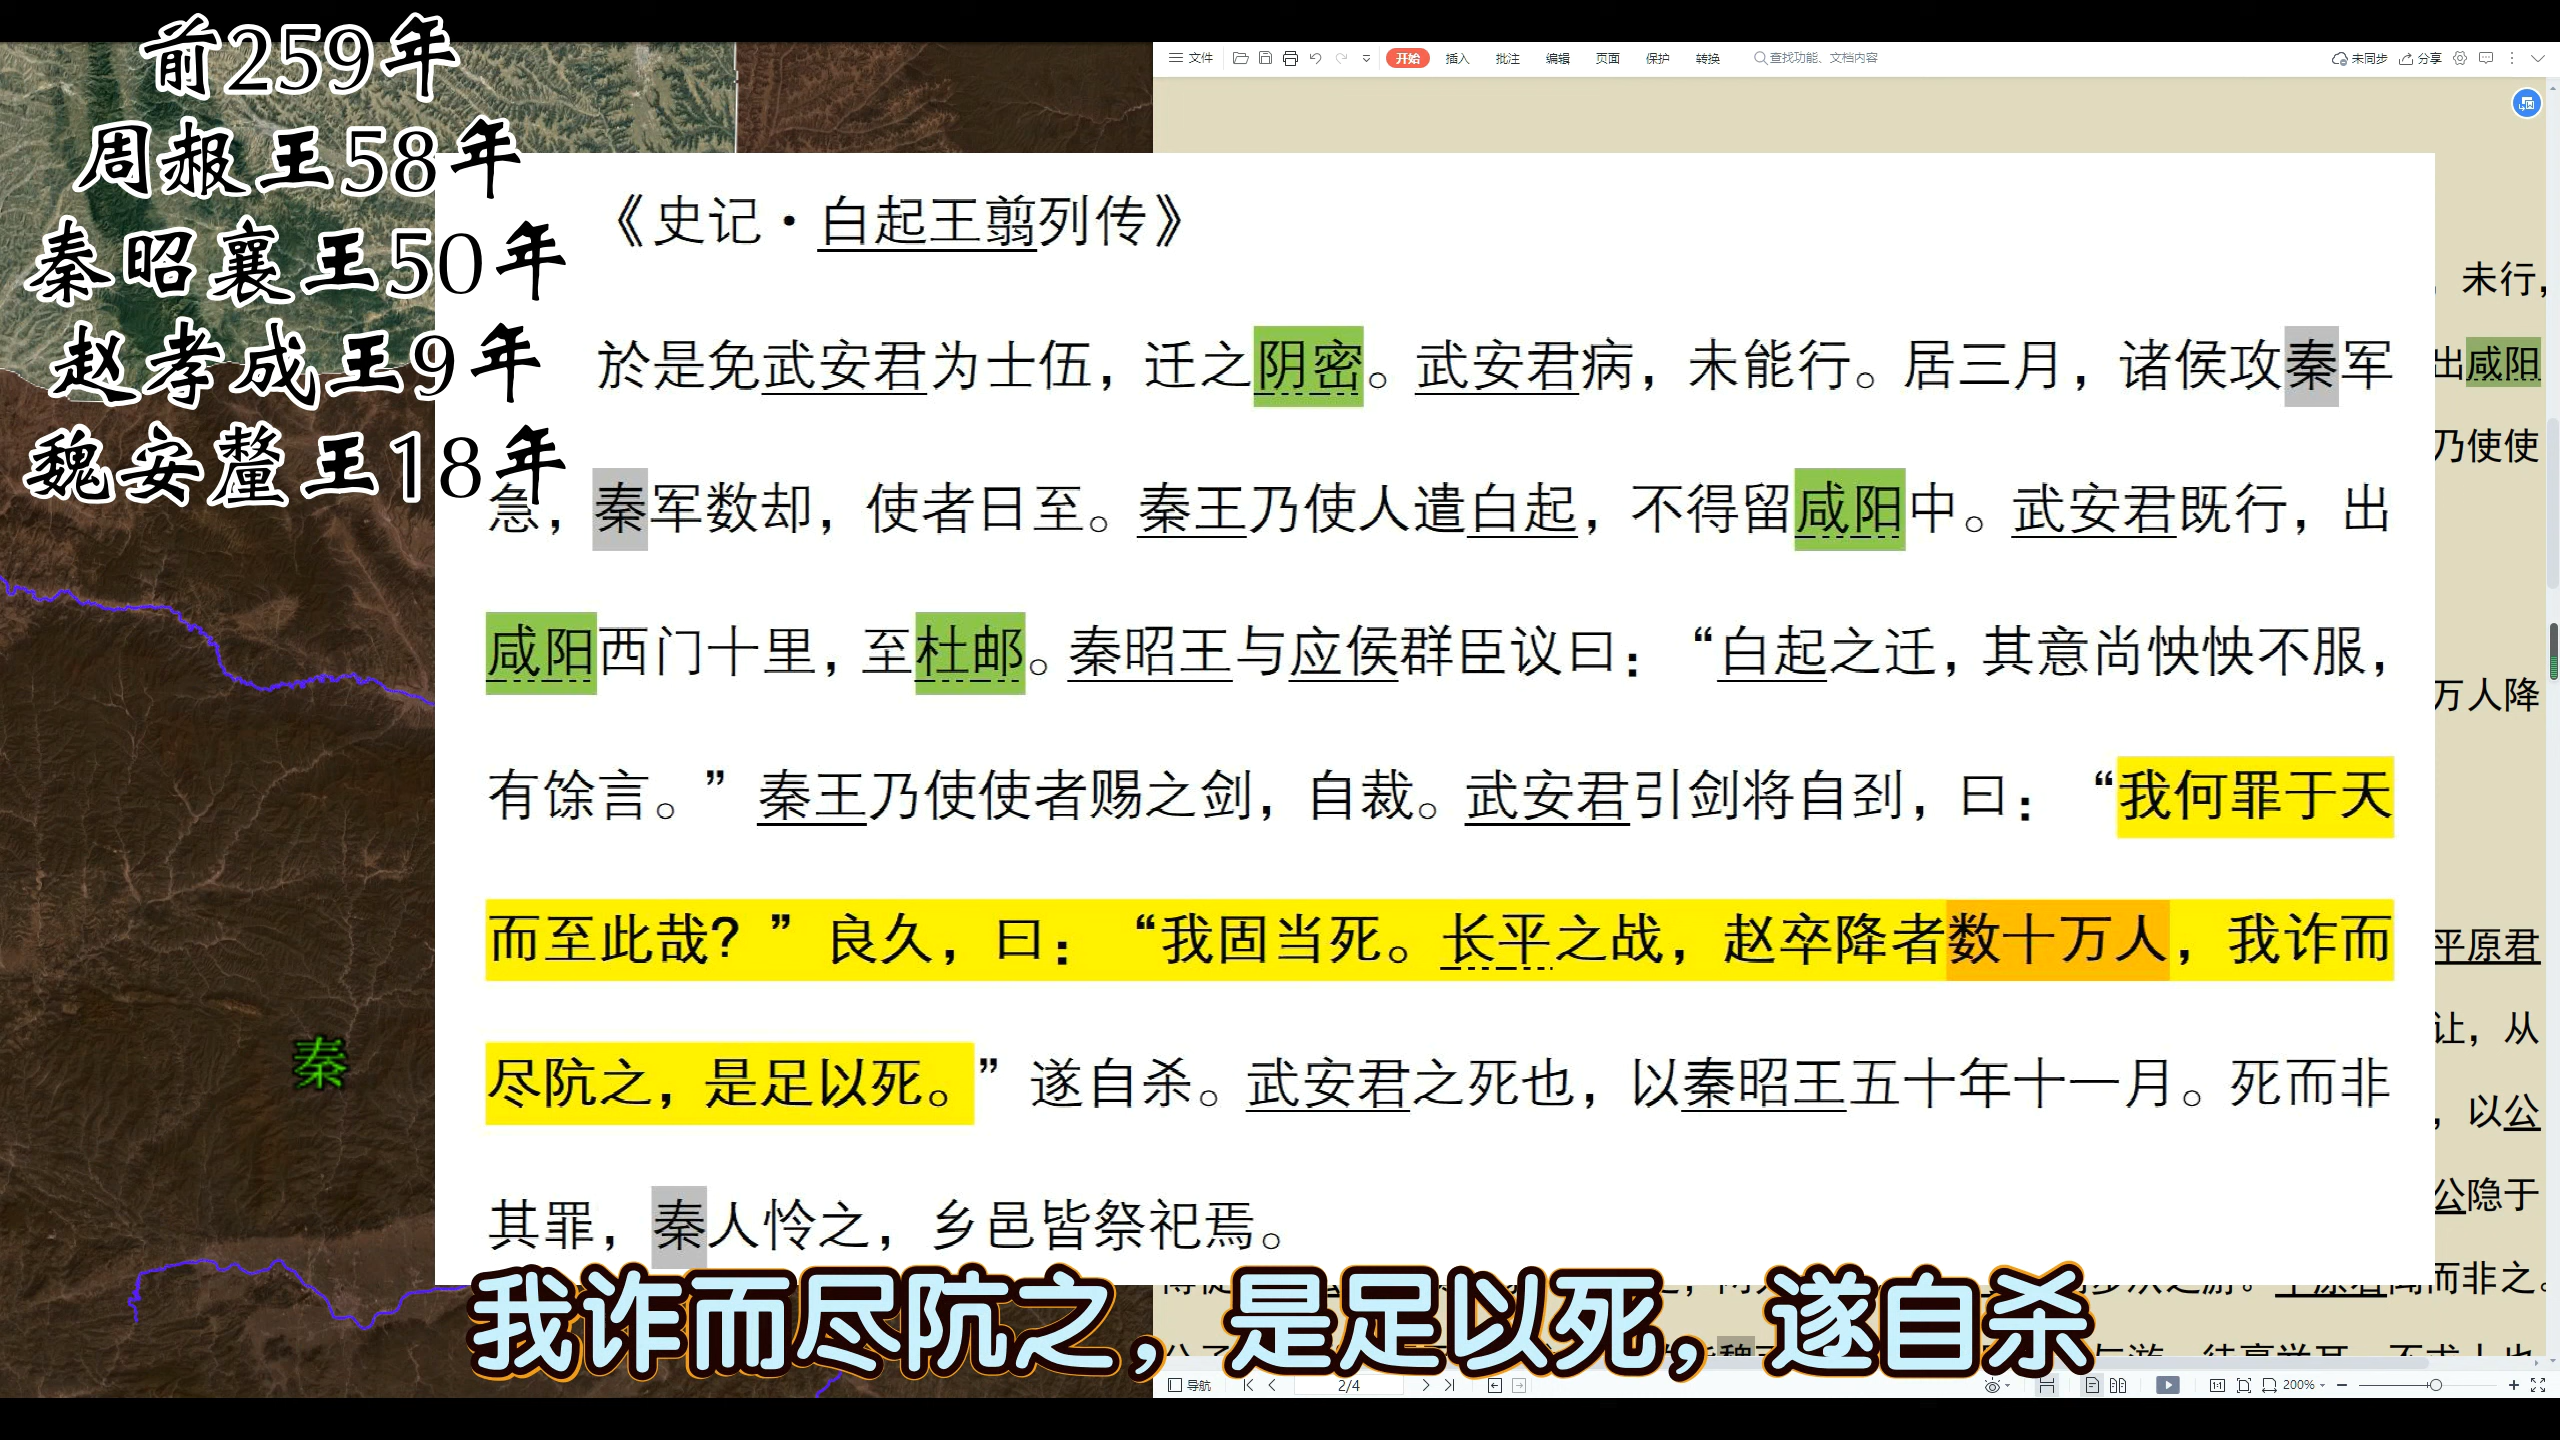 前259年
周赧王58年
秦昭襄王50年
赵孝成王9年
魏安釐王18年
文件 开始 插入 批注 编辑 页面 保护 转换 查找功能、文档内容 未同步 分享
《史记·白起王翦列传》
於是免武安君为士伍，迁之阴密。武安君病，未能行。居三月，诸侯攻秦军
急，秦军数却，使者日至。秦王乃使人遣白起，不得留咸阳中。武安君既行，出
咸阳西门十里，至杜邮。秦昭王与应侯群臣议曰：“白起之迁，其意尚怏怏不服，
有馀言。”秦王乃使使者赐之剑，自裁。武安君引剑将自刭，曰：“我何罪于天
而至此哉？”良久，曰：“我固当死。长平之战，赵卒降者数十万人，我诈而
尽阬之，是足以死。”遂自杀。武安君之死也，以秦昭王五十年十一月。死而非
其罪，秦人怜之，乡邑皆祭祀焉。
未行，
出咸阳
乃使使
万人降
平原君
让，从
，以公
公隐于
而非之。
秦
我诈而尽阬之，是足以死，遂自杀
导航 2/4 200%